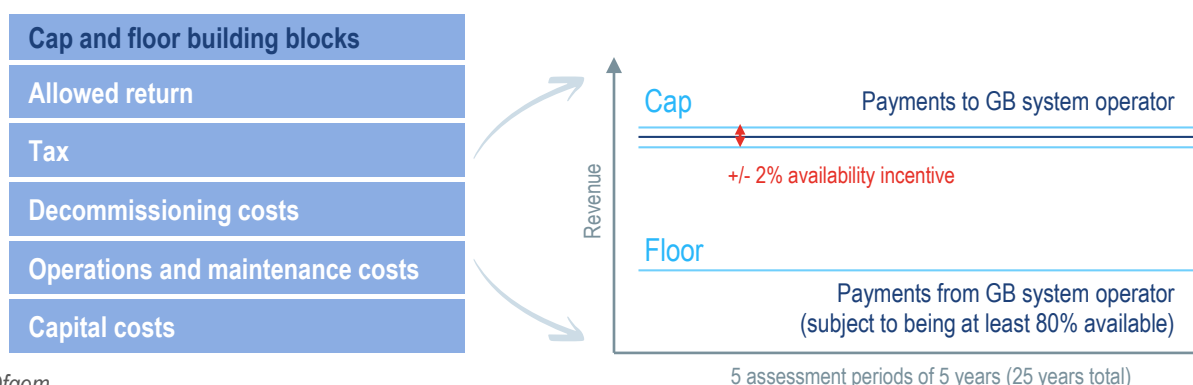 Cap and floor building blocks
Allowed return
Tax
Decommissioning costs
Operations and maintenance costs
Capital costs
Revenue
Cap
Payments to GB system operator
+/- 2% availability incentive
Floor
Payments from GB system operator
(subject to being at least 80% available)
5 assessment periods of 5 years (25 years total)